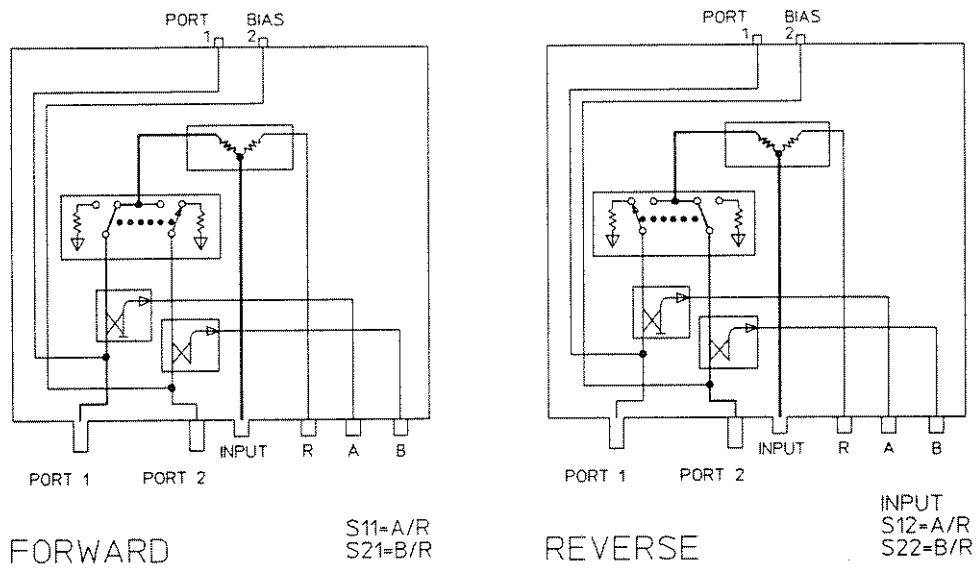 PORT BIAS
1 2
INPUT R A B
PORT 1 PORT 2
FORWARD
S11=A/R
S21=B/R
PORT BIAS
1 2
INPUT R A B
PORT 1 PORT 2
REVERSE
INPUT
S12=A/R
S22=B/R